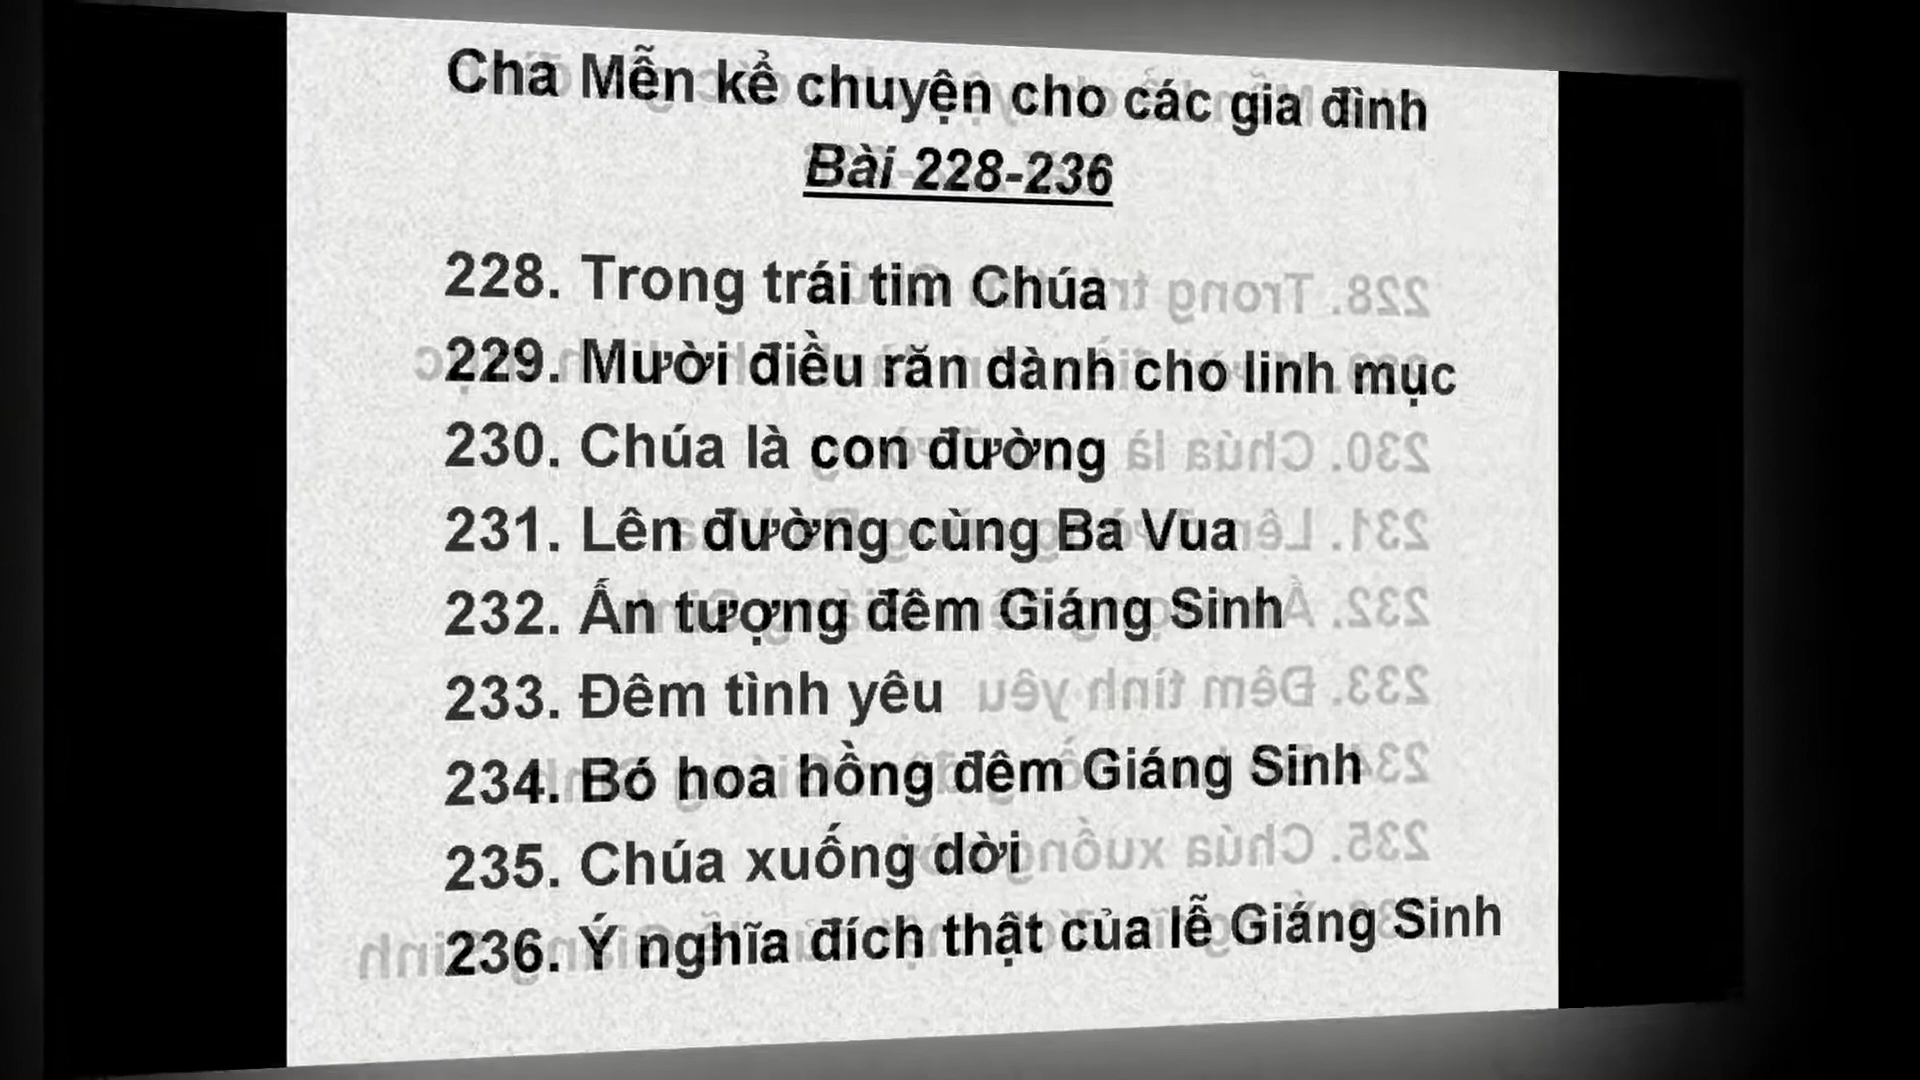 Cha Mễn kể chuyện cho các gia đình
Bài 228-236
228. Trong trái tim Chúa
229. Mười điều răn dành cho linh mục
230. Chúa là con đường
231. Lên đường cùng Ba Vua
232. Ấn tượng đêm Giáng Sinh
233. Đêm tình yêu
234. Bó hoa hồng đêm Giáng Sinh
235. Chúa xuống dời
236. Ý nghĩa đích thật của lễ Giáng Sinh